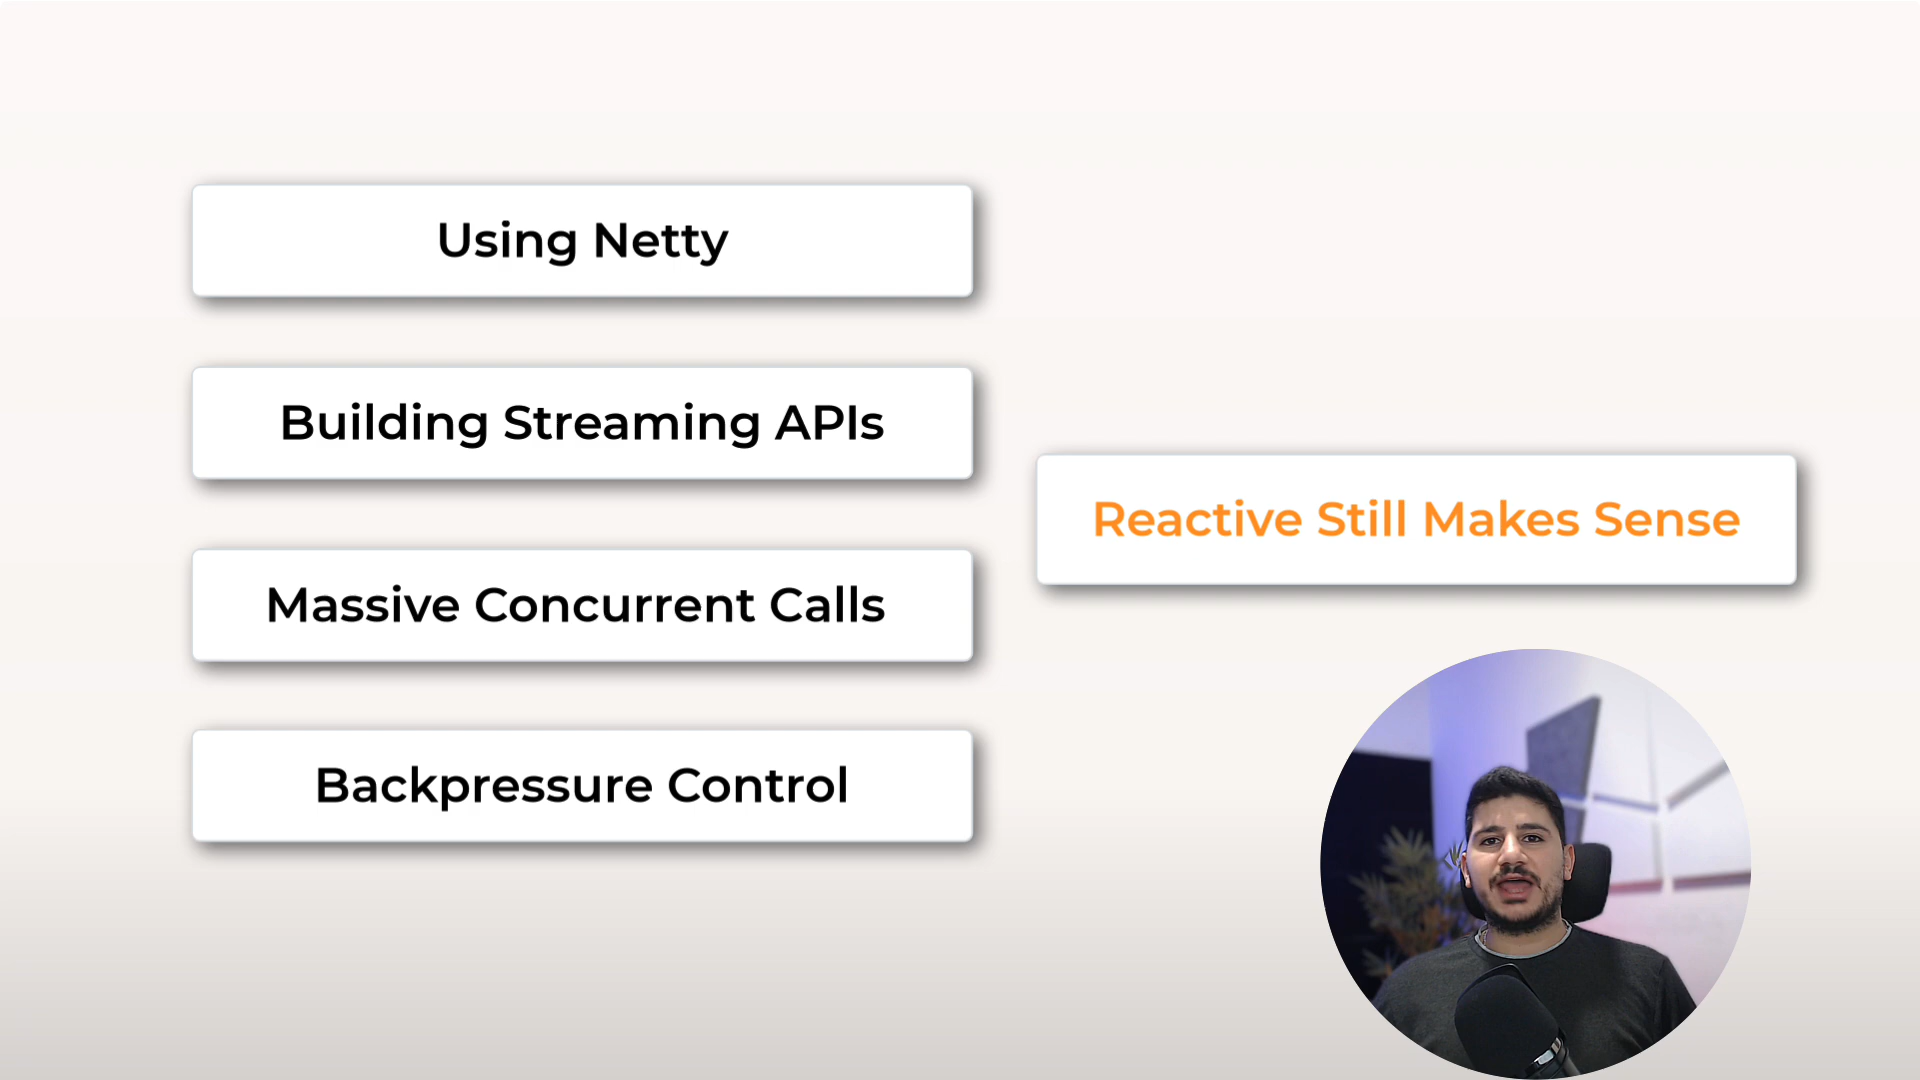 Using Netty
Building Streaming APIs
Massive Concurrent Calls
Backpressure Control
Reactive Still Makes Sense